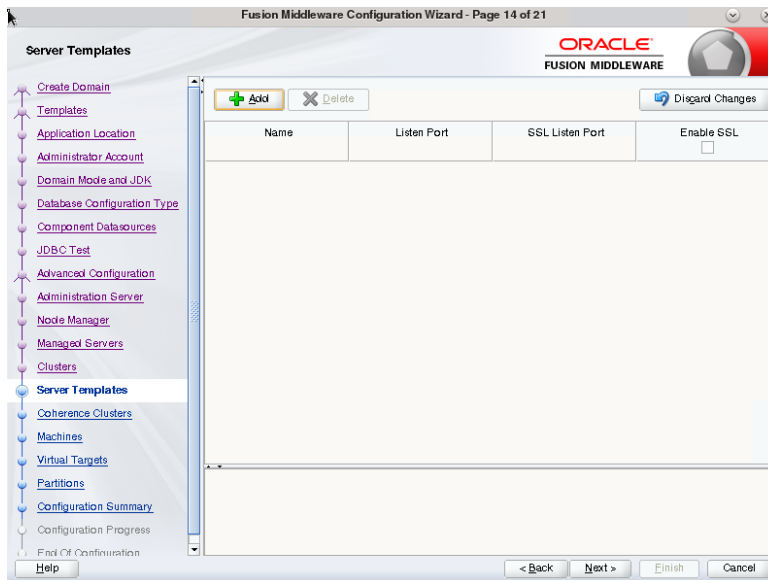 Fusion Middleware Configuration Wizard - Page 14 of 21
Server Templates
ORACLE
FUSION MIDDLEWARE
Create Domain
Templates
Application Location
Administrator Account
Domain Mode and JDK
Database Configuration Type
Component Datasources
JDBC Test
Advanced Configuration
Administration Server
Node Manager
Managed Servers
Clusters
Server Templates
Coherence Clusters
Machines
Virtual Targets
Partitions
Configuration Summary
Configuration Progress
End Of Configuration
Add Delete Discard Changes
Name Listen Port SSL Listen Port Enable SSL
Help < Back Next > Finish Cancel